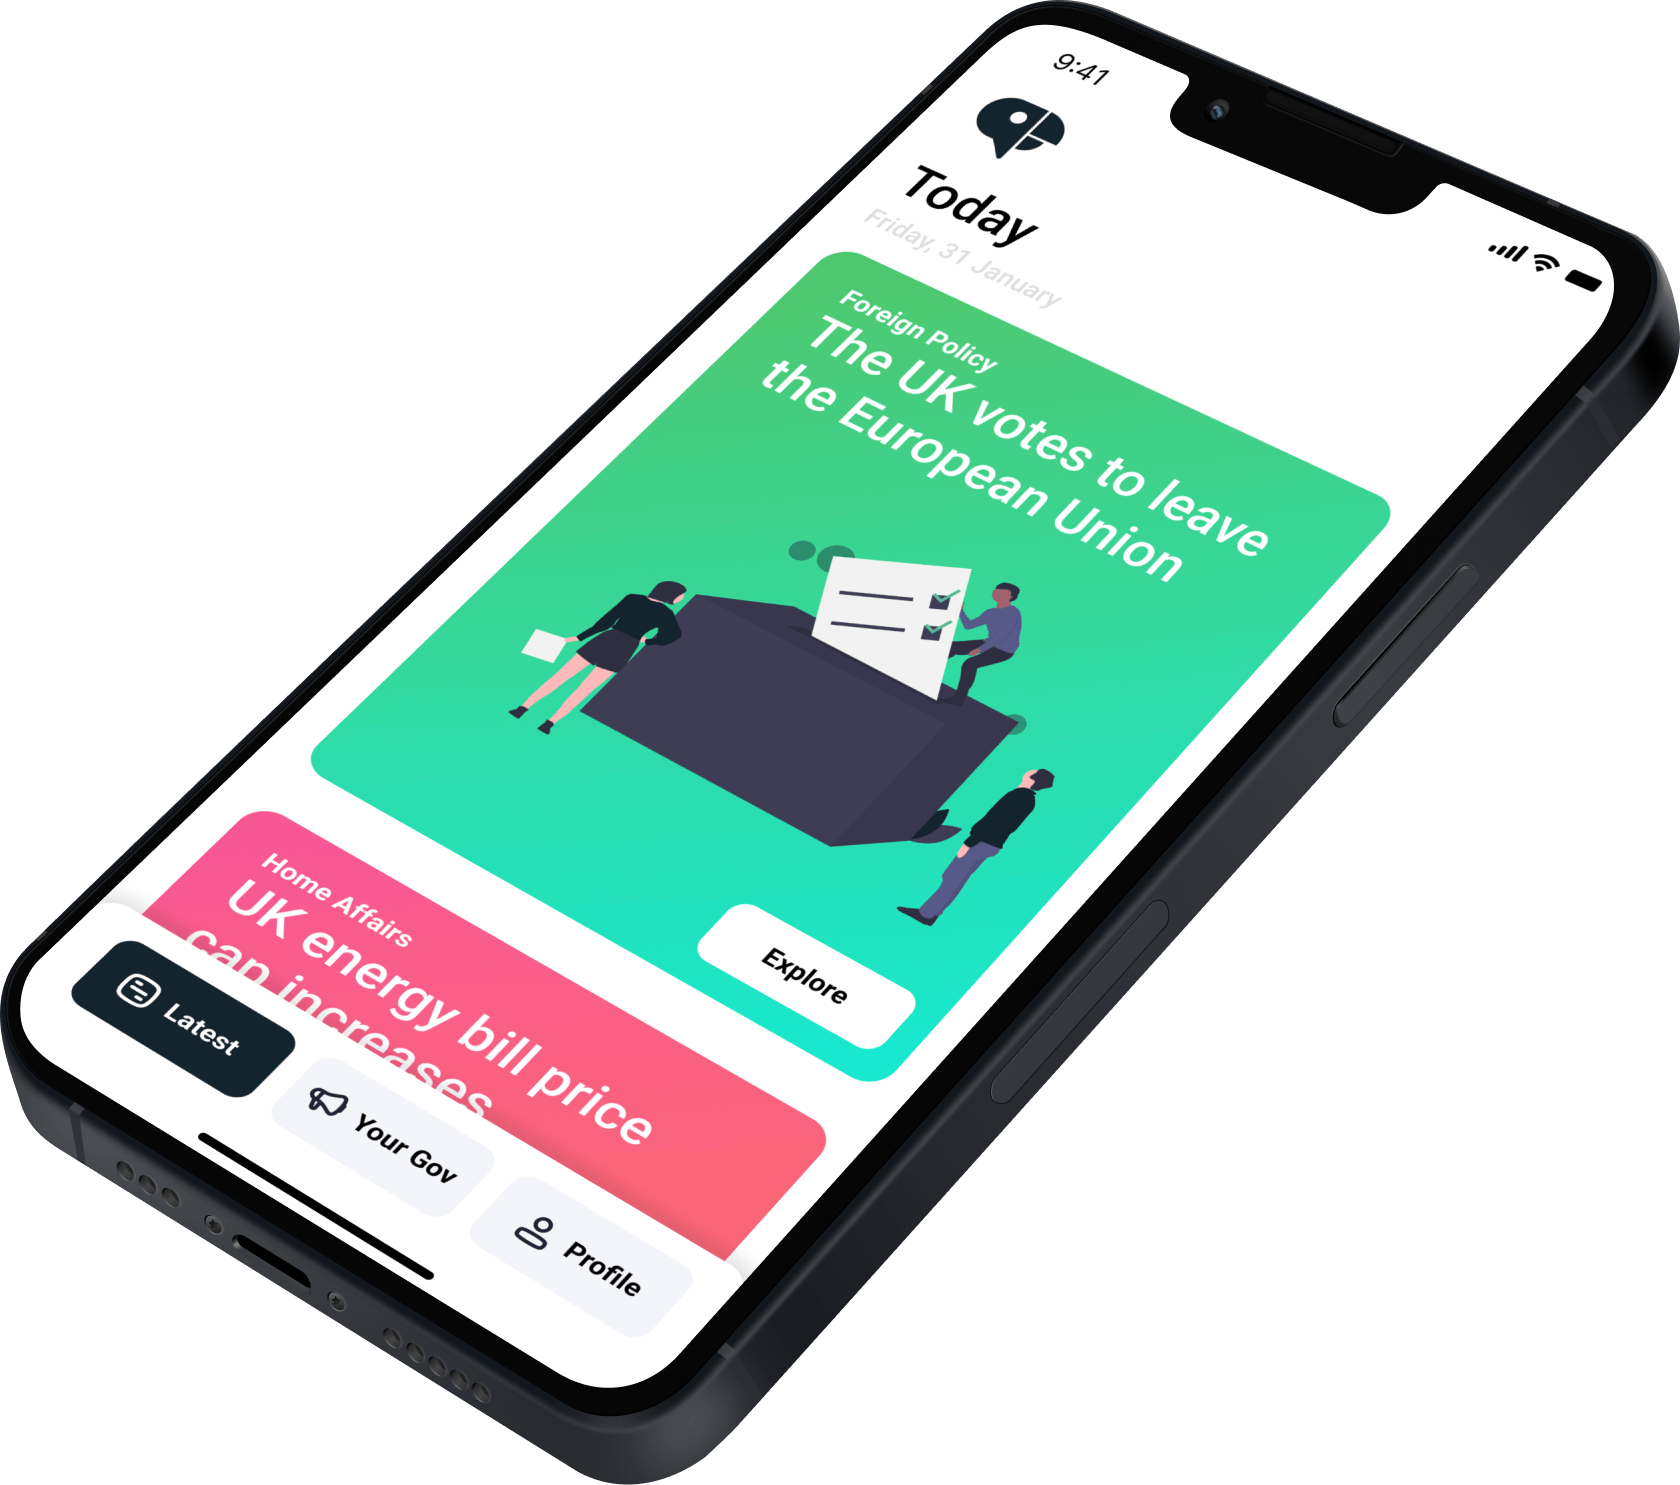 9:41
Today
Friday, 31 January
Foreign Policy
The UK votes to leave
the European Union
Explore
Home Affairs
UK energy bill price
cap increases
Latest
Your Gov
Profile